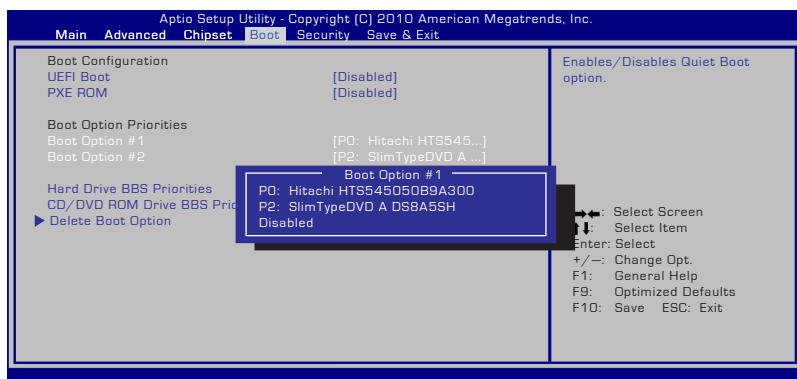 Aptio Setup Utility - Copyright (C) 2010 American Megatrends, Inc.
Main Advanced Chipset Boot Security Save & Exit
Boot Configuration
UEFI Boot [Disabled]
PXE ROM [Disabled]
Boot Option Priorities
Boot Option #1 [P0: Hitachi HTS545...]
Boot Option #2 [P2: SlimTypeDVD A ...]
Hard Drive BBS Priorities
CD/DVD ROM Drive BBS
Delete Boot Option
Boot Option #1
P0: Hitachi HTS545050B9A300
P2: SlimTypeDVD A DS8A5SH
Disabled
Enables/Disables Quiet Boot
option.
→←: Select Screen
↑↓: Select Item
Enter: Select
+/—: Change Opt.
F1: General Help
F9: Optimized Defaults
F10: Save ESC: Exit